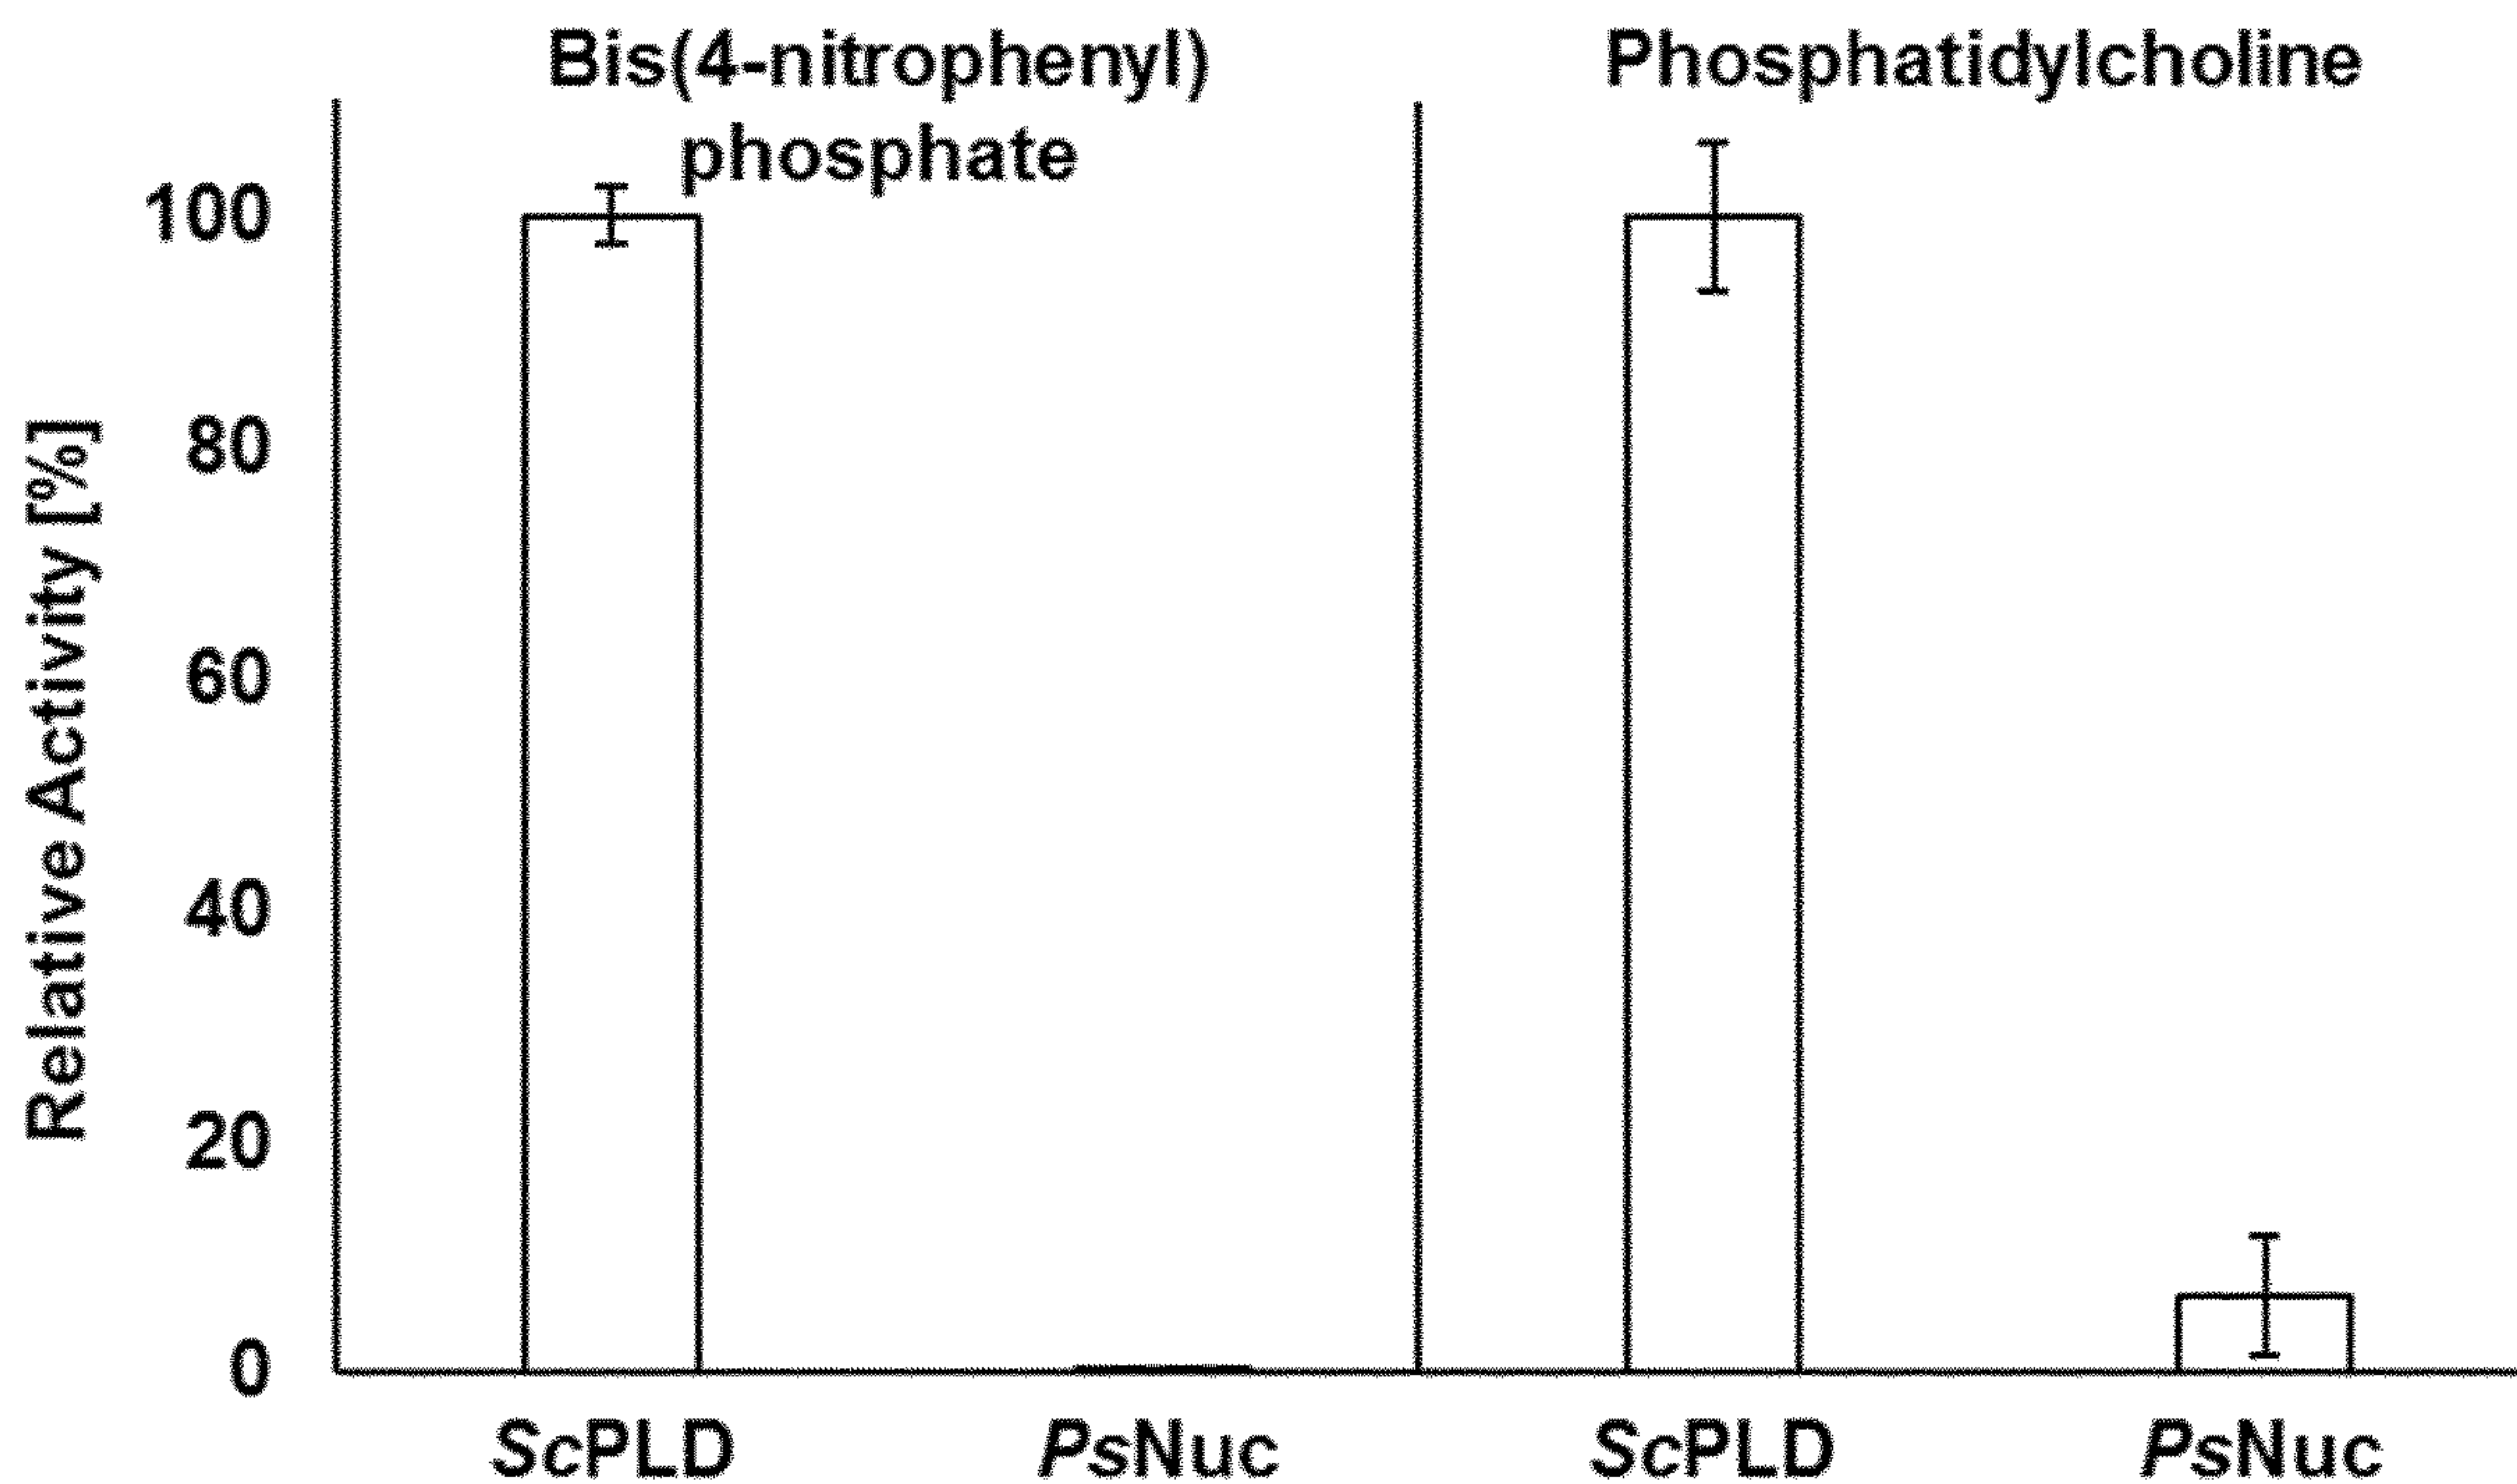 Bis(4-nitrophenyl)
phosphate
Phosphatidylcholine
Relative Activity [%]
100
80
60
40
20
0
ScPLD
PsNuc
ScPLD
PsNuc